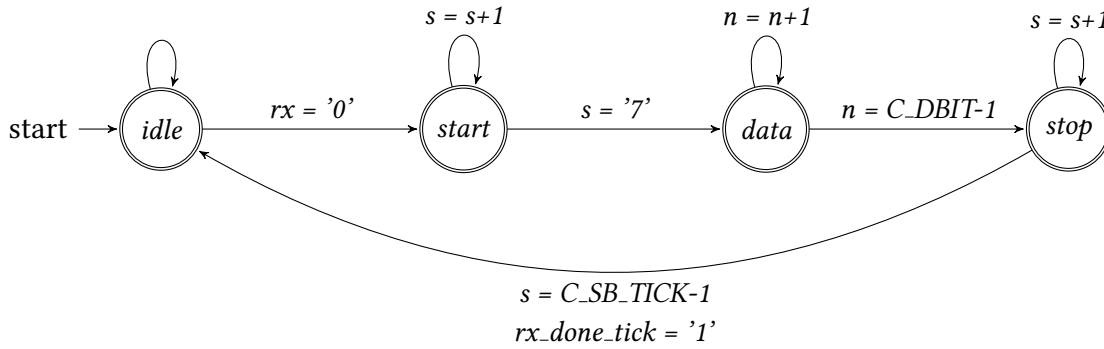 s = s+1
n = n+1
s = s+1
start
idle
rx = '0'
start
s = '7'
data
n = C_DBIT-1
stop
s = C_SB_TICK-1
rx_done_tick = '1'